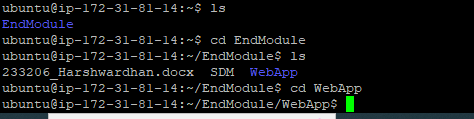 ubuntu@ip-172-31-81-14:~$ ls
EndModule
ubuntu@ip-172-31-81-14:~$ cd EndModule
ubuntu@ip-172-31-81-14:~/EndModule$ ls
233206_Harshwardhan.docx  SDM  WebApp
ubuntu@ip-172-31-81-14:~/EndModule$ cd WebApp
ubuntu@ip-172-31-81-14:~/EndModule/WebApp$